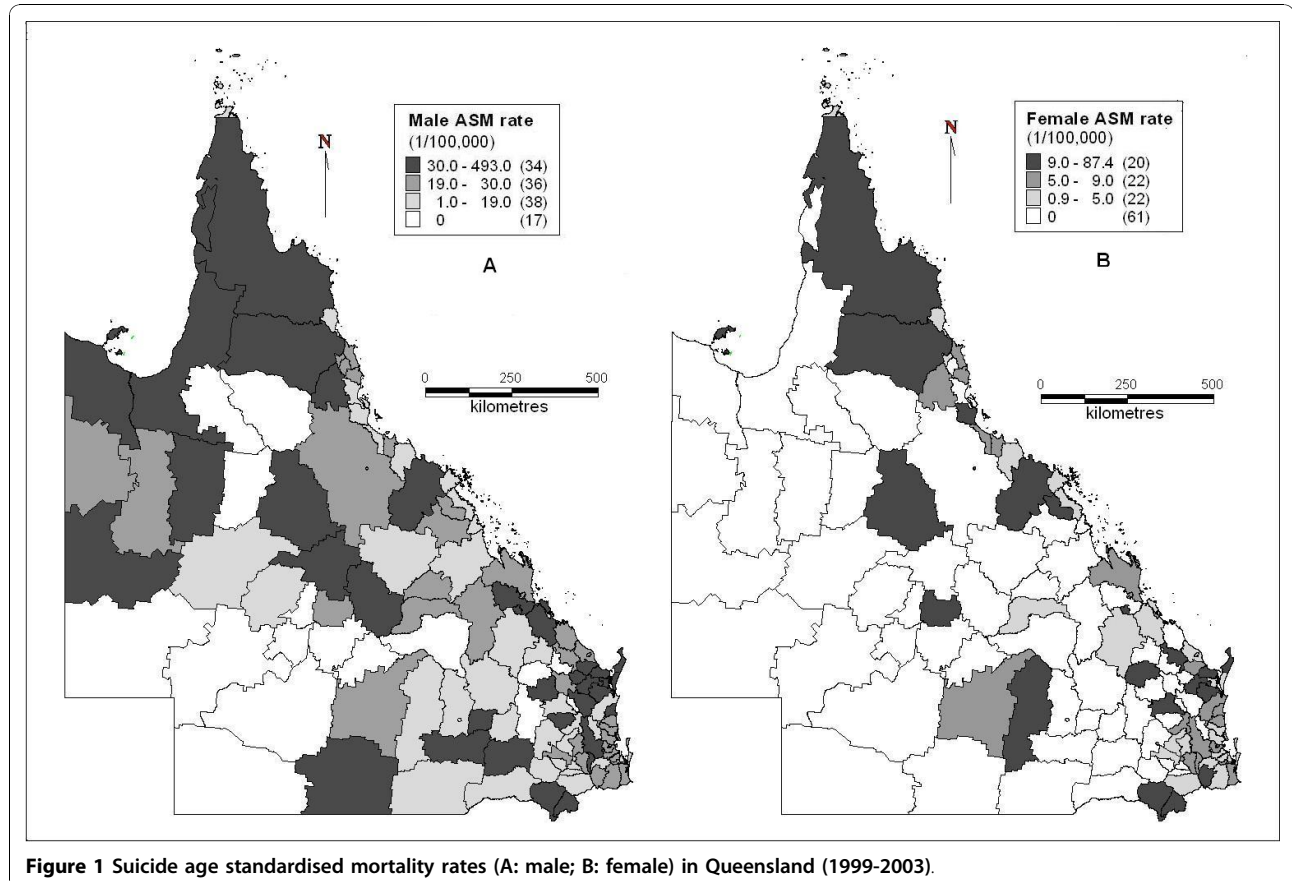 Male ASM rate
(1/100,000)
30.0 - 493.0 (34)
19.0 - 30.0 (36)
1.0 - 19.0 (38)
0 (17)
N
A
0 250 500
kilometres
Female ASM rate
(1/100,000)
9.0 - 87.4 (20)
5.0 - 9.0 (22)
0.9 - 5.0 (22)
0 (61)
N
B
0 250 500
kilometres
Figure 1 Suicide age standardised mortality rates (A: male; B: female) in Queensland (1999-2003).